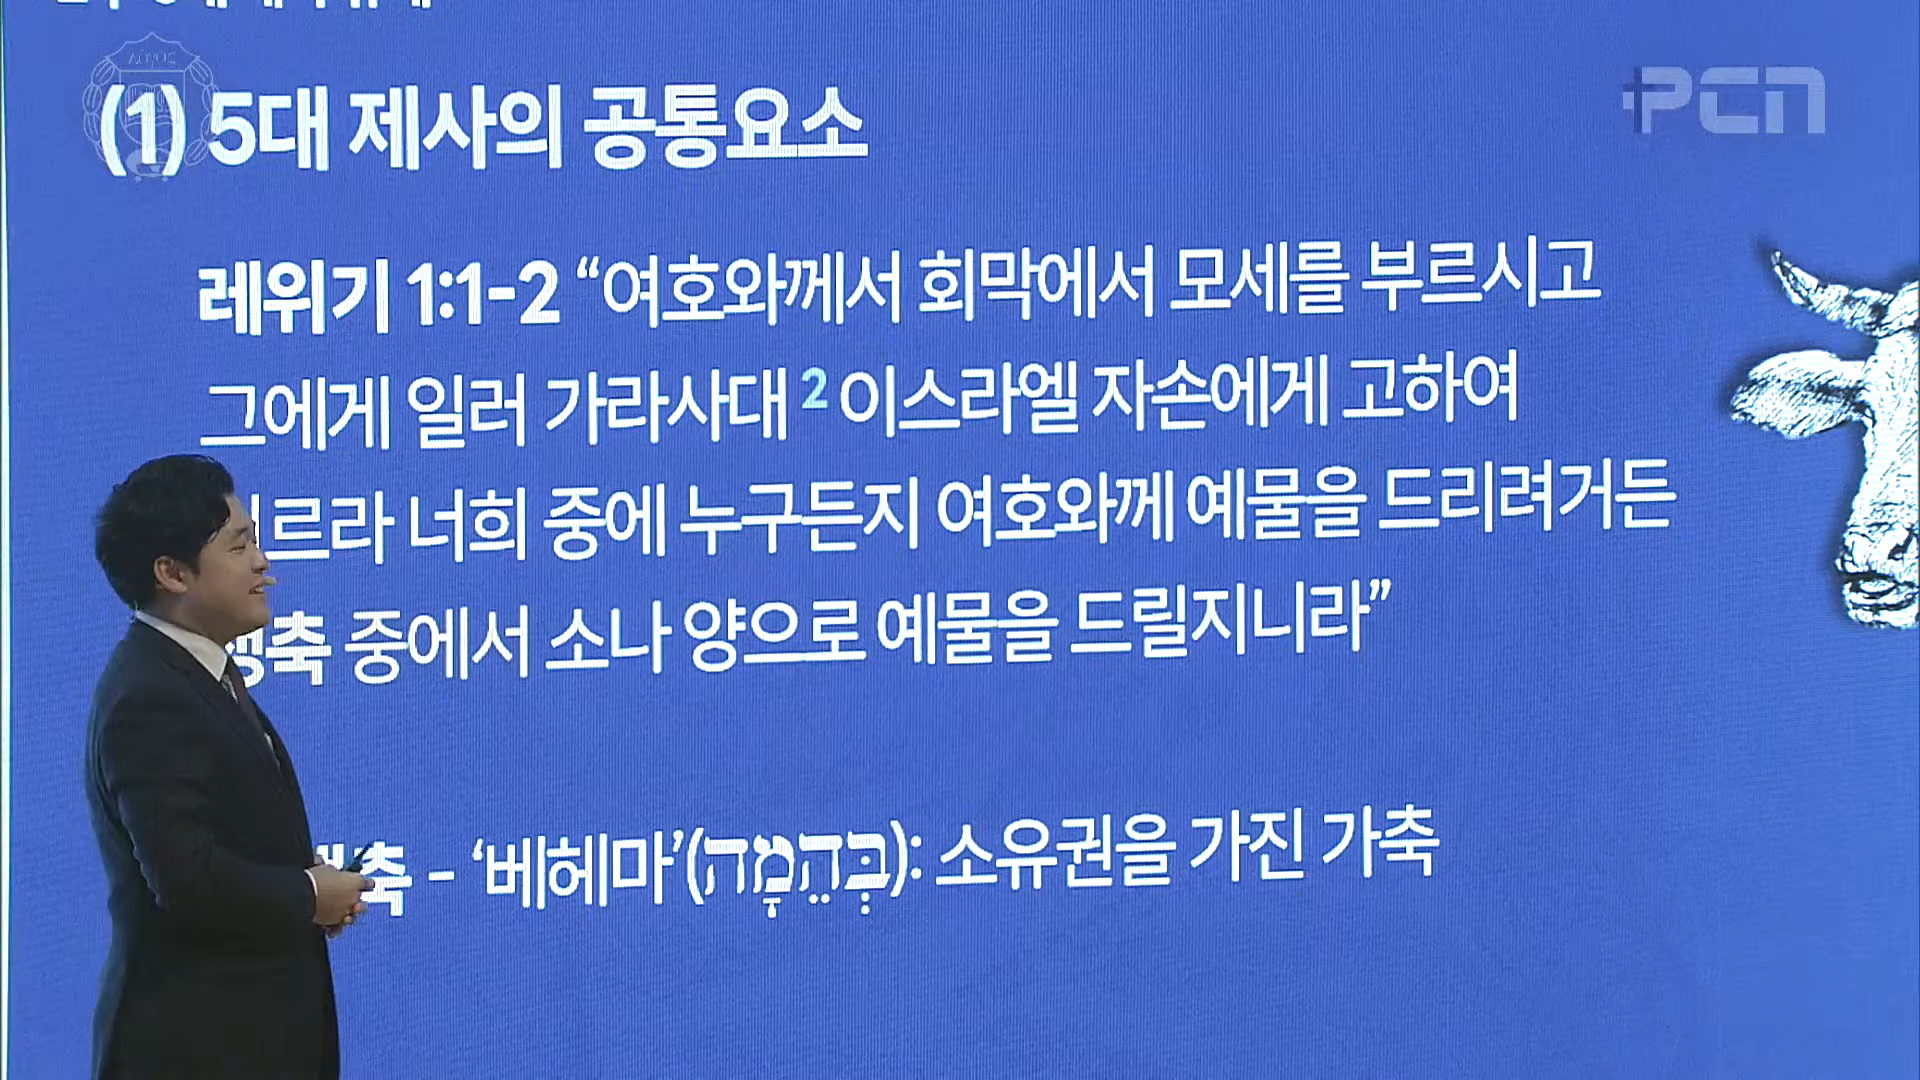 ΛΟΓΟΣ
PCN
(1) 5대 제사의 공통요소
레위기 1:1-2 “여호와께서 회막에서 모세를 부르시고
그에게 일러 가라사대 2 이스라엘 자손에게 고하여
너희 중에 누구든지 여호와께 예물을 드리려거든
중에서 소나 양으로 예물을 드릴지니라”
- ‘베헤마’(בְּהֵמָה): 소유권을 가진 가축